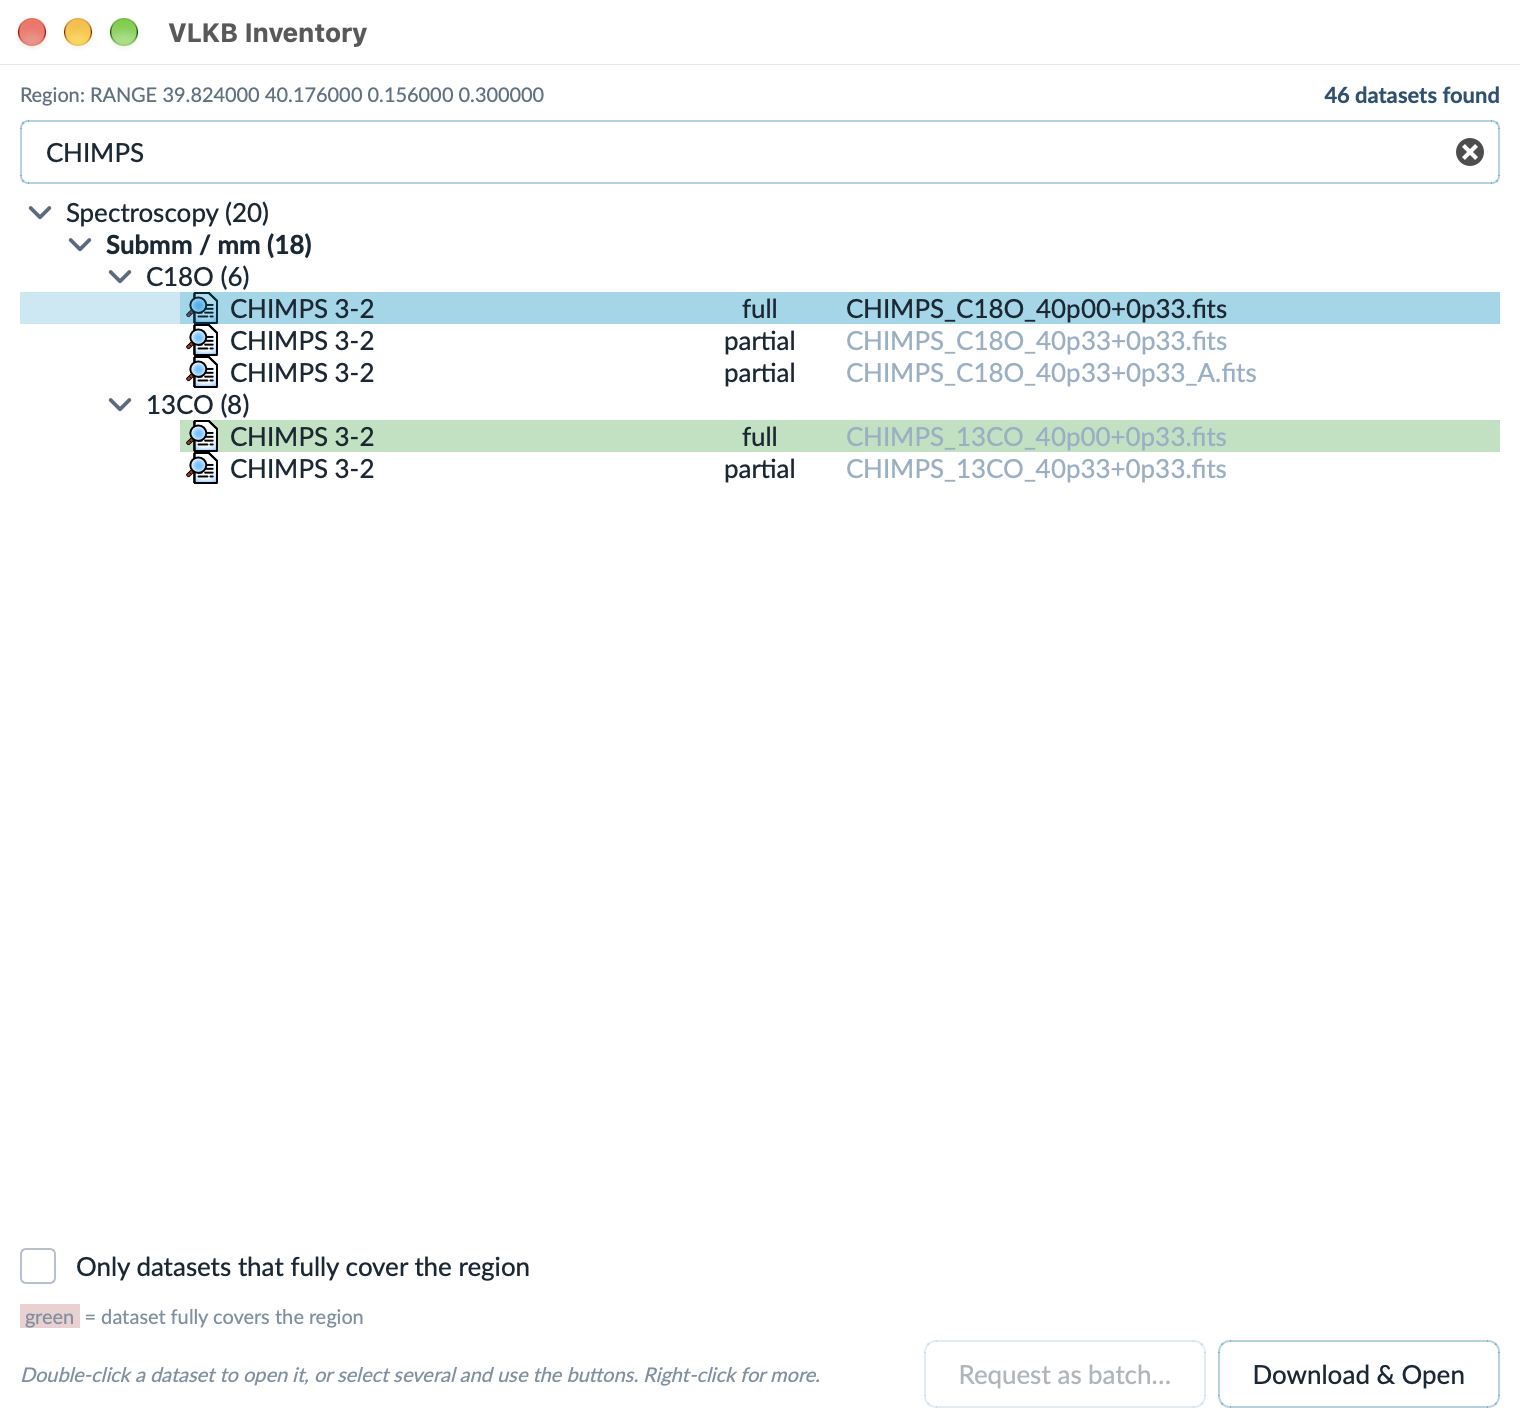 VLKB Inventory
Region: RANGE 39.824000 40.176000 0.156000 0.300000 46 datasets found
CHIMPS
Spectroscopy (20)
Submm / mm (18)
C18O (6)
CHIMPS 3-2 full CHIMPS_C18O_40p00+0p33.fits
CHIMPS 3-2 partial CHIMPS_C18O_40p33+0p33.fits
CHIMPS 3-2 partial CHIMPS_C18O_40p33+0p33_A.fits
13CO (8)
CHIMPS 3-2 full CHIMPS_13CO_40p00+0p33.fits
CHIMPS 3-2 partial CHIMPS_13CO_40p33+0p33.fits
Only datasets that fully cover the region
green = dataset fully covers the region
Double-click a dataset to open it, or select several and use the buttons. Right-click for more. Request as batch... Download & Open